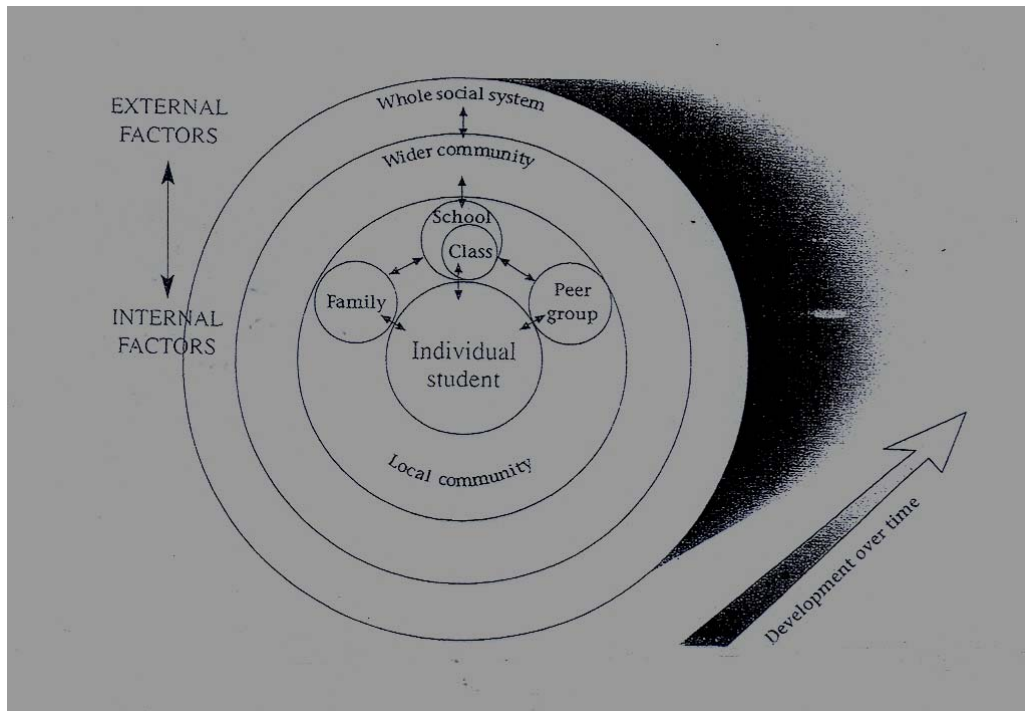 EXTERNAL
FACTORS
INTERNAL
FACTORS
Whole social system
Wider community
School
Class
Family
Peer
group
Individual
student
Local community
Development over time